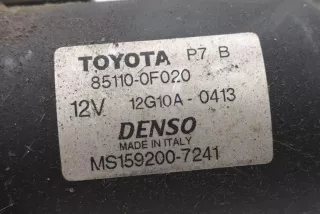 TOYOTA P7 B
85110-0F020
12V 12G10A-0413
DENSO
MADE IN ITALY
MS159200-7241